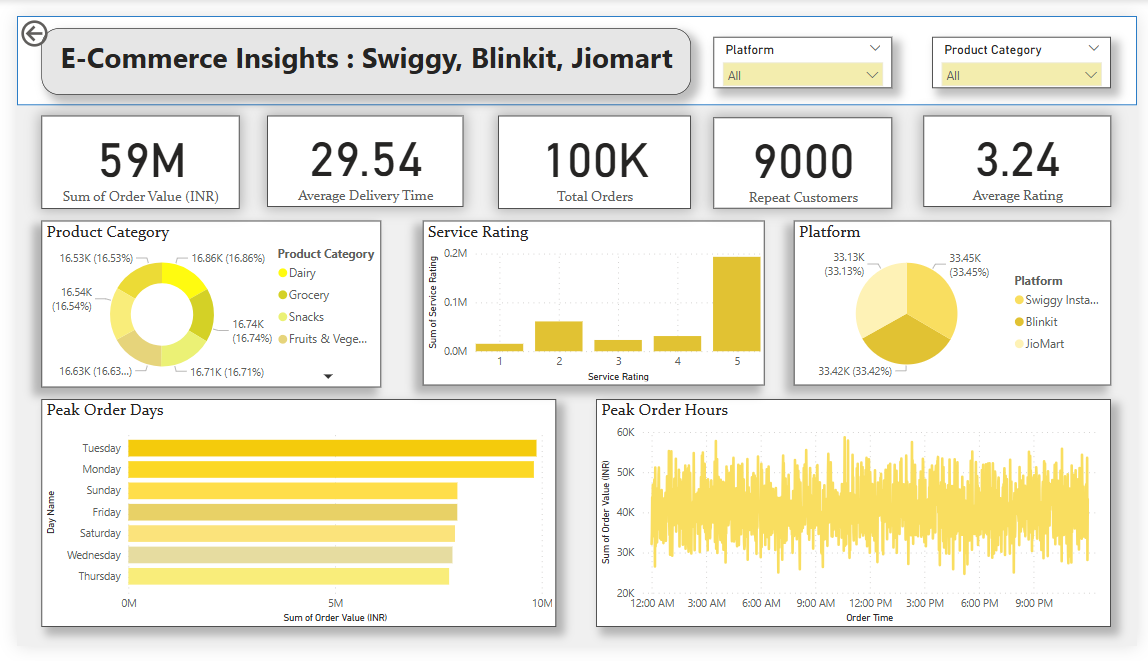 E-Commerce Insights : Swiggy, Blinkit, Jiomart
Platform
All
Product Category
All
59M
Sum of Order Value (INR)
29.54
Average Delivery Time
100K
Total Orders
9000
Repeat Customers
3.24
Average Rating
Product Category
16.53K (16.53%)
16.86K (16.86%)
16.54K
(16.54%)
16.74K
(16.74%)
16.63K (16.63...)
16.71K (16.71%)
Product Category
Dairy
Grocery
Snacks
Fruits & Vege...
Service Rating
Sum of Service Rating
0.2M
0.1M
0.0M
1 2 3 4 5
Service Rating
Platform
33.13K
(33.13%)
33.45K
(33.45%)
33.42K (33.42%)
Platform
Swiggy Insta...
Blinkit
JioMart
Peak Order Days
Day Name
Tuesday
Monday
Sunday
Friday
Saturday
Wednesday
Thursday
0M 5M 10M
Sum of Order Value (INR)
Peak Order Hours
Sum of Order Value (INR)
60K
50K
40K
30K
20K
12:00 AM 3:00 AM 6:00 AM 9:00 AM 12:00 PM 3:00 PM 6:00 PM 9:00 PM
Order Time